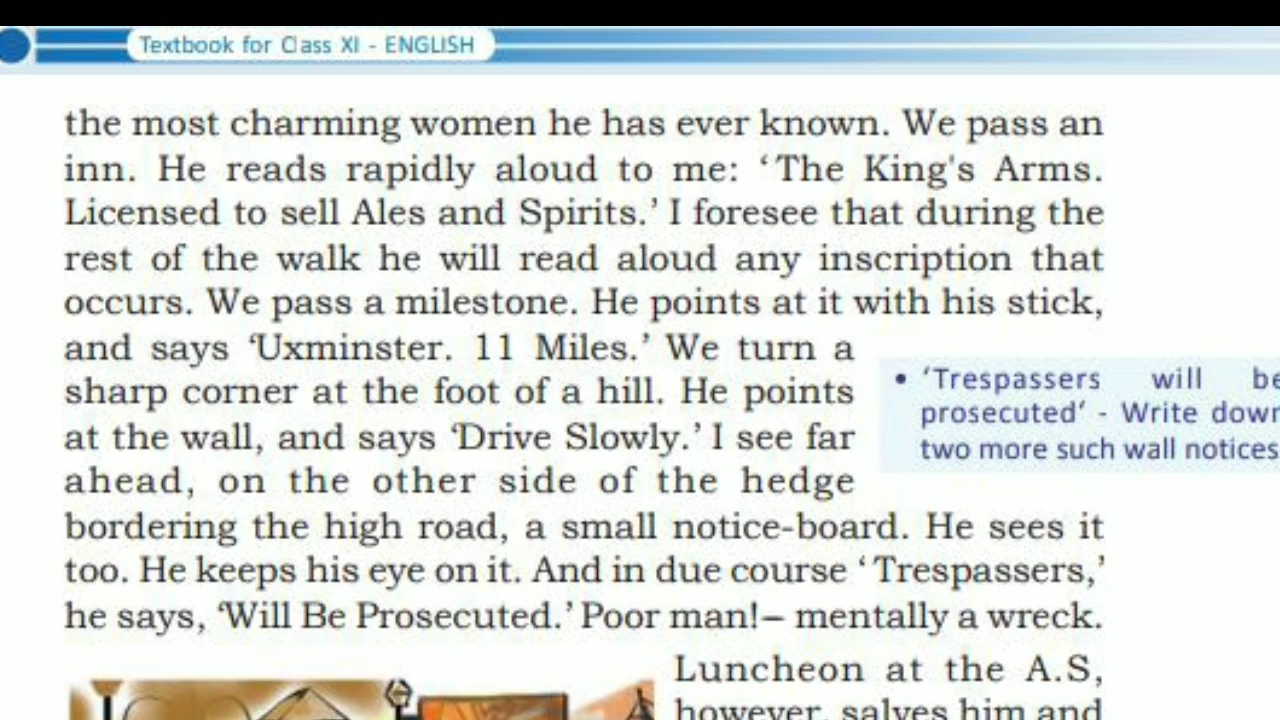 Textbook for Class XI - ENGLISH
the most charming women he has ever known. We pass an
inn. He reads rapidly aloud to me: ‘The King's Arms.
Licensed to sell Ales and Spirits.’ I foresee that during the
rest of the walk he will read aloud any inscription that
occurs. We pass a milestone. He points at it with his stick,
and says ‘Uxminster. 11 Miles.’ We turn a
sharp corner at the foot of a hill. He points
at the wall, and says ‘Drive Slowly.’ I see far
ahead, on the other side of the hedge
bordering the high road, a small notice-board. He sees it
too. He keeps his eye on it. And in due course ‘Trespassers,’
he says, ‘Will Be Prosecuted.’ Poor man!– mentally a wreck.
• ‘Trespassers will be
prosecuted’ - Write down
two more such wall notices
Luncheon at the A.S,
however, salves him and